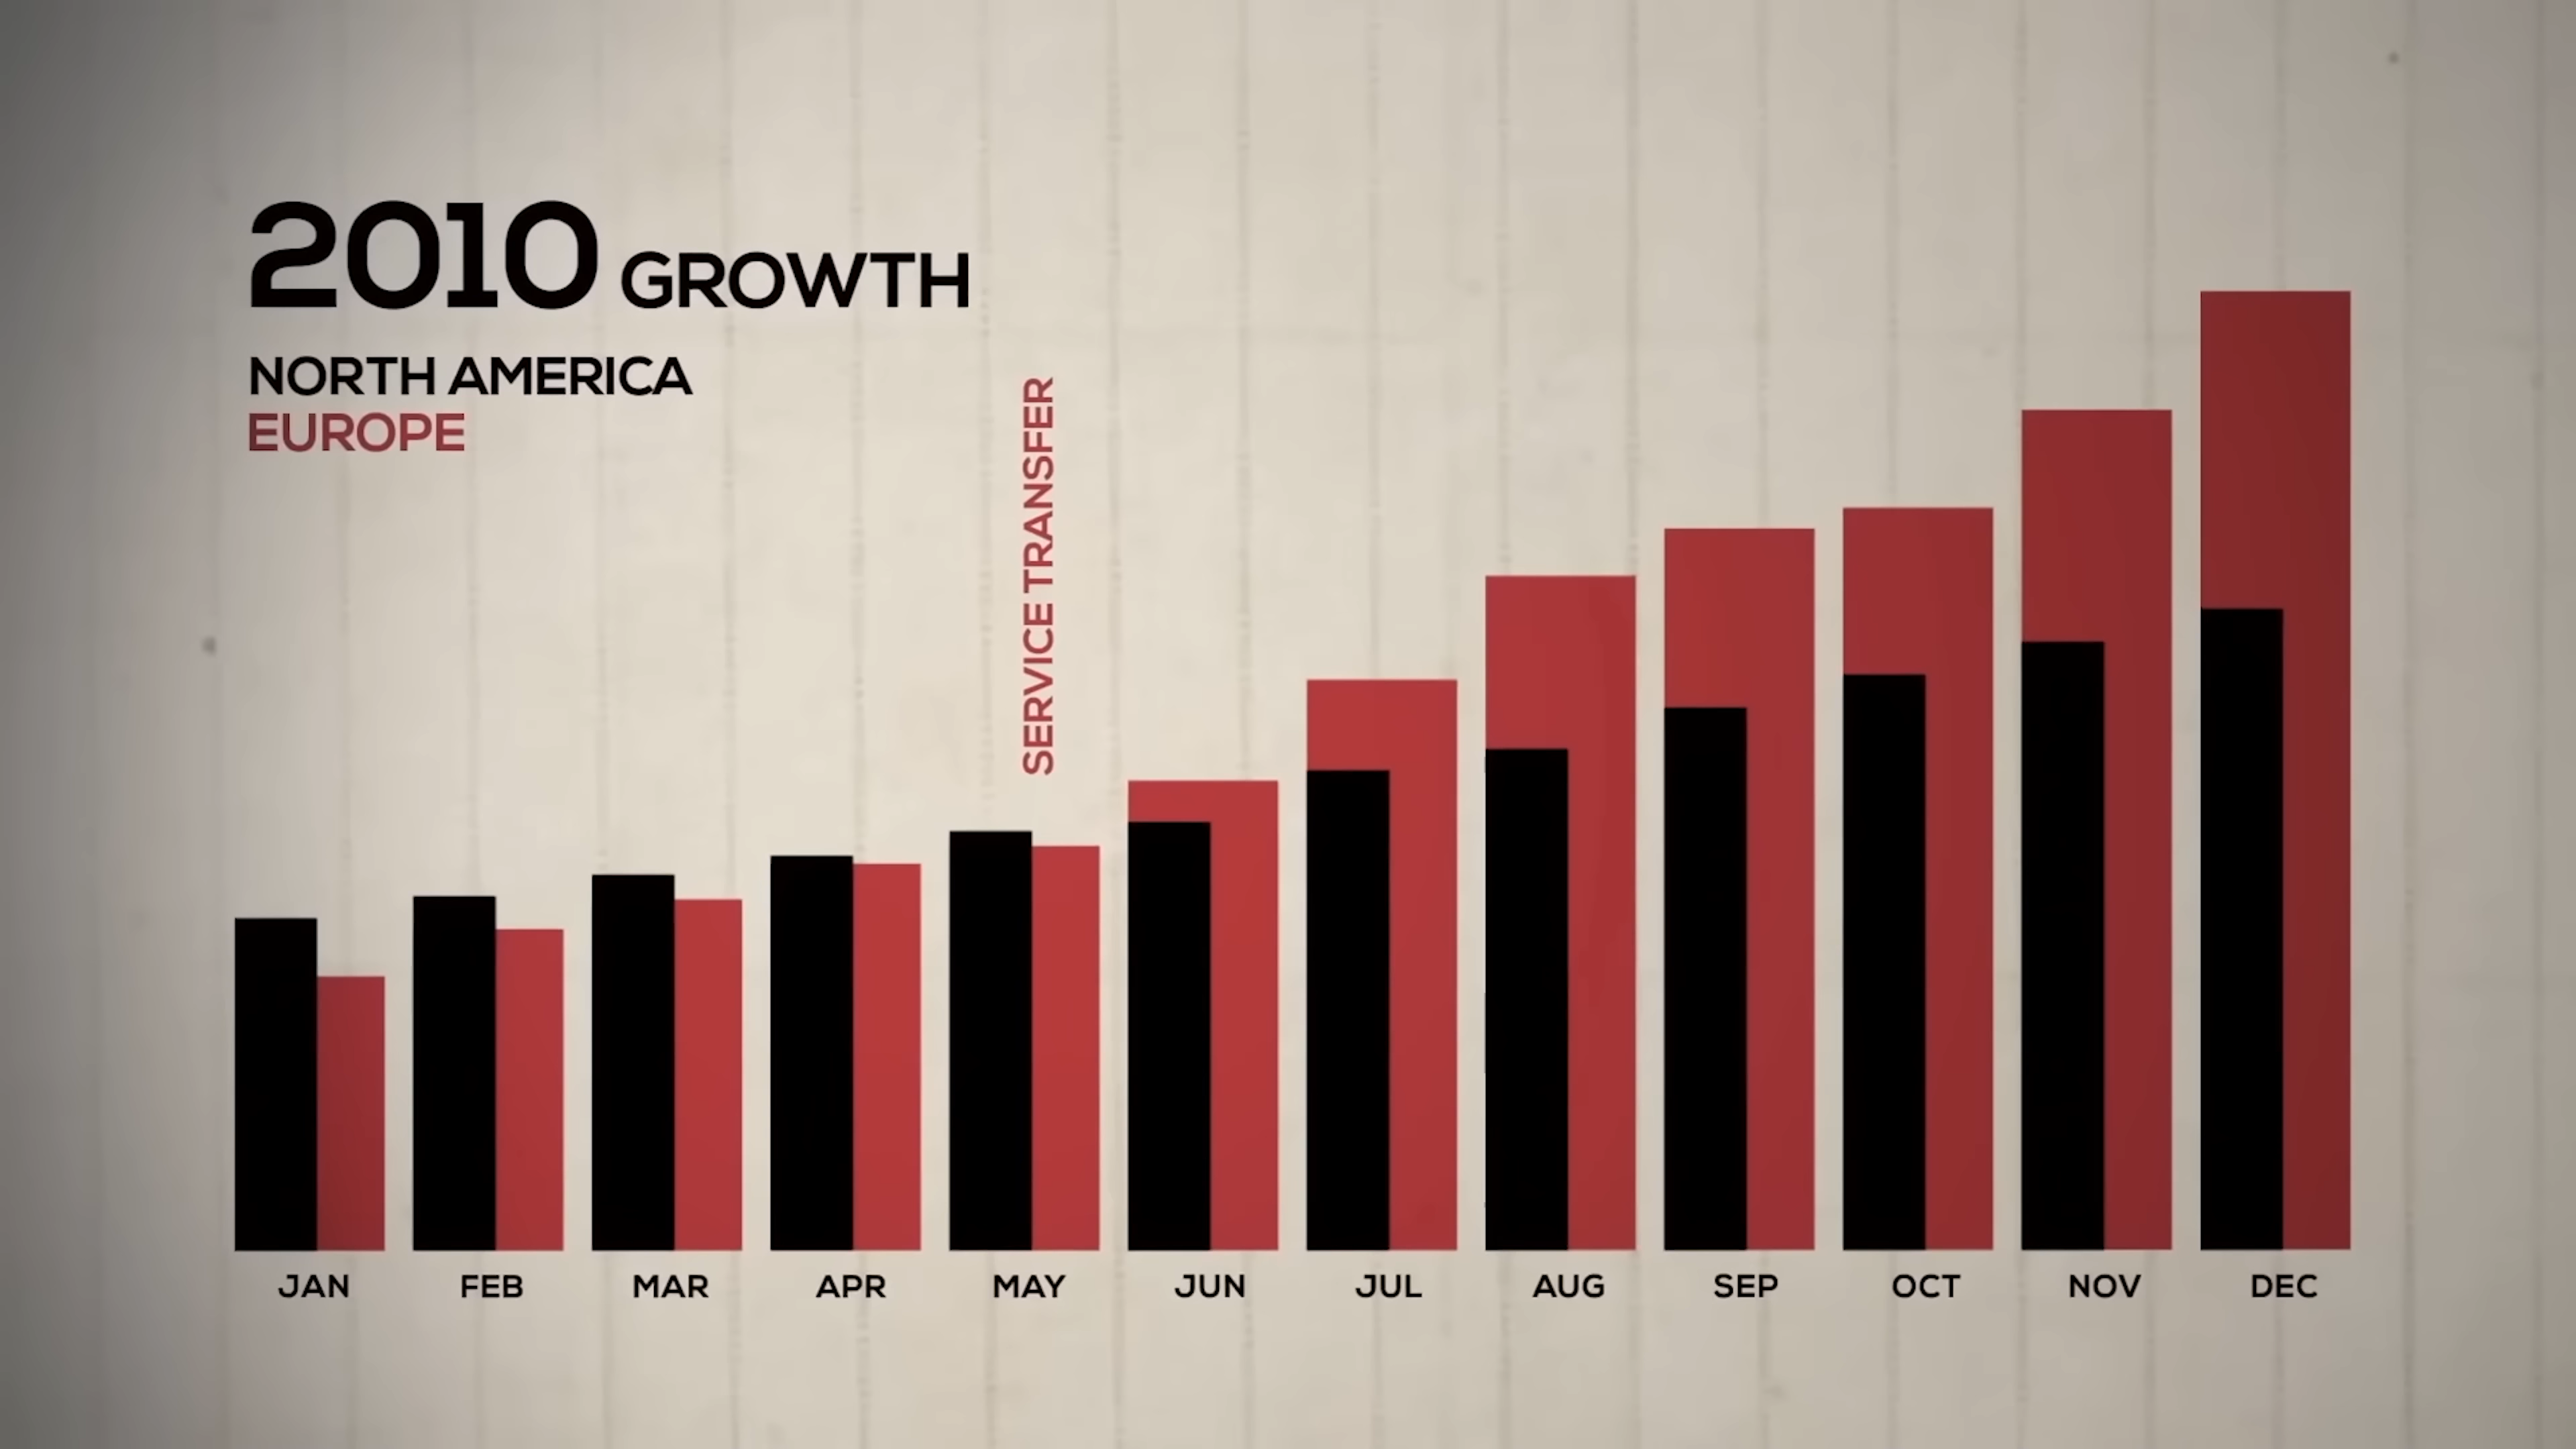 2010 GROWTH
NORTH AMERICA
EUROPE
SERVICE TRANSFER
JAN FEB MAR APR MAY JUN JUL AUG SEP OCT NOV DEC